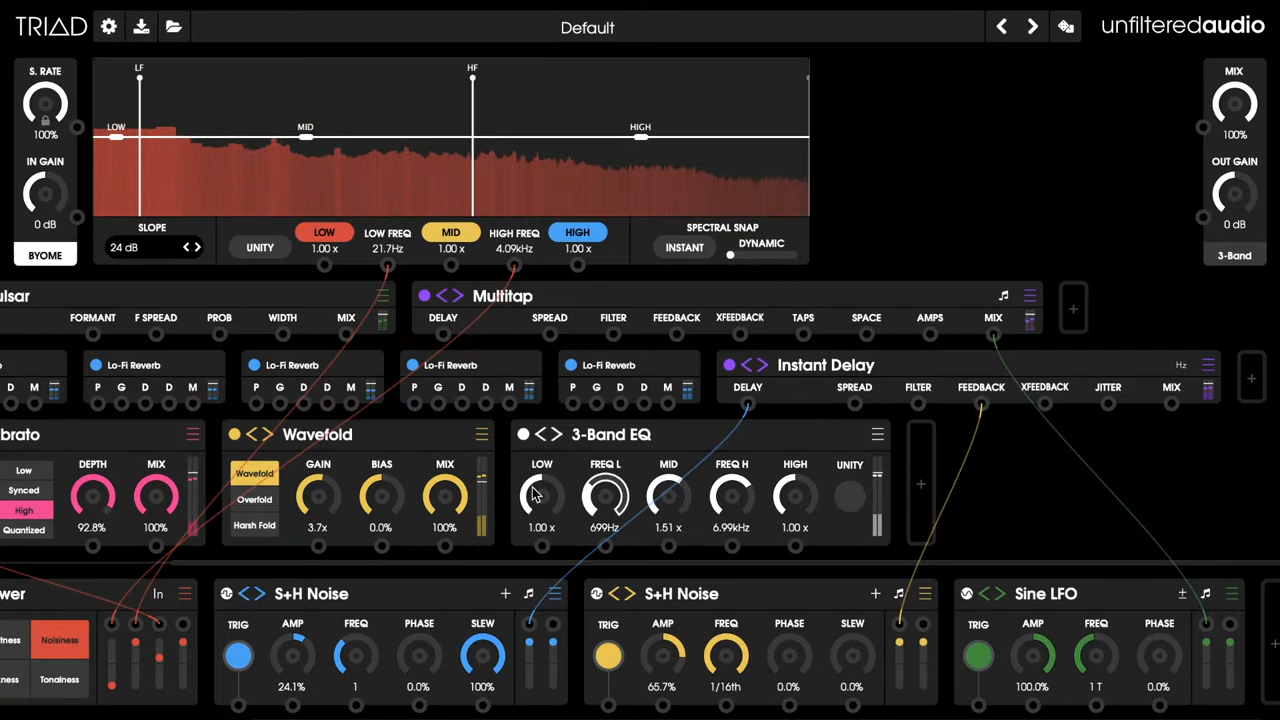 TRIAD
Default
unfilteredaudio
S. RATE
100%
IN GAIN
0 dB
BYOME
LF
HF
LOW
MID
HIGH
SLOPE
24 dB
UNITY
LOW
1.00 x
LOW FREQ
21.7Hz
MID
1.00 x
HIGH FREQ
4.09kHz
HIGH
1.00 x
SPECTRAL SNAP
INSTANT
DYNAMIC
MIX
100%
OUT GAIN
0 dB
3-Band
ulsar
FORMANT
F SPREAD
PROB
WIDTH
MIX
Multitap
DELAY
SPREAD
FILTER
FEEDBACK
XFEEDBACK
TAPS
SPACE
AMPS
MIX
D M
Lo-Fi Reverb
P G D D M
Lo-Fi Reverb
P G D D M
Lo-Fi Reverb
P G D D M
Lo-Fi Reverb
P G D D M
Instant Delay
Hz
DELAY
SPREAD
FILTER
FEEDBACK
XFEEDBACK
JITTER
MIX
brato
Low
Synced
High
Quantized
DEPTH
92.8%
MIX
100%
Wavefold
Wavefold
Overfold
Harsh Fold
GAIN
3.7x
BIAS
0.0%
MIX
100%
3-Band EQ
LOW
1.00 x
FREQ L
699Hz
MID
1.51 x
FREQ H
6.99kHz
HIGH
1.00 x
UNITY
wer
In
tness
Noisiness
kness
Tonalness
S+H Noise
TRIG
AMP
24.1%
FREQ
1
PHASE
0.0%
SLEW
100%
S+H Noise
TRIG
AMP
65.7%
FREQ
1/16th
PHASE
0.0%
SLEW
0.0%
Sine LFO
TRIG
AMP
100.0%
FREQ
1 T
PHASE
0.0%